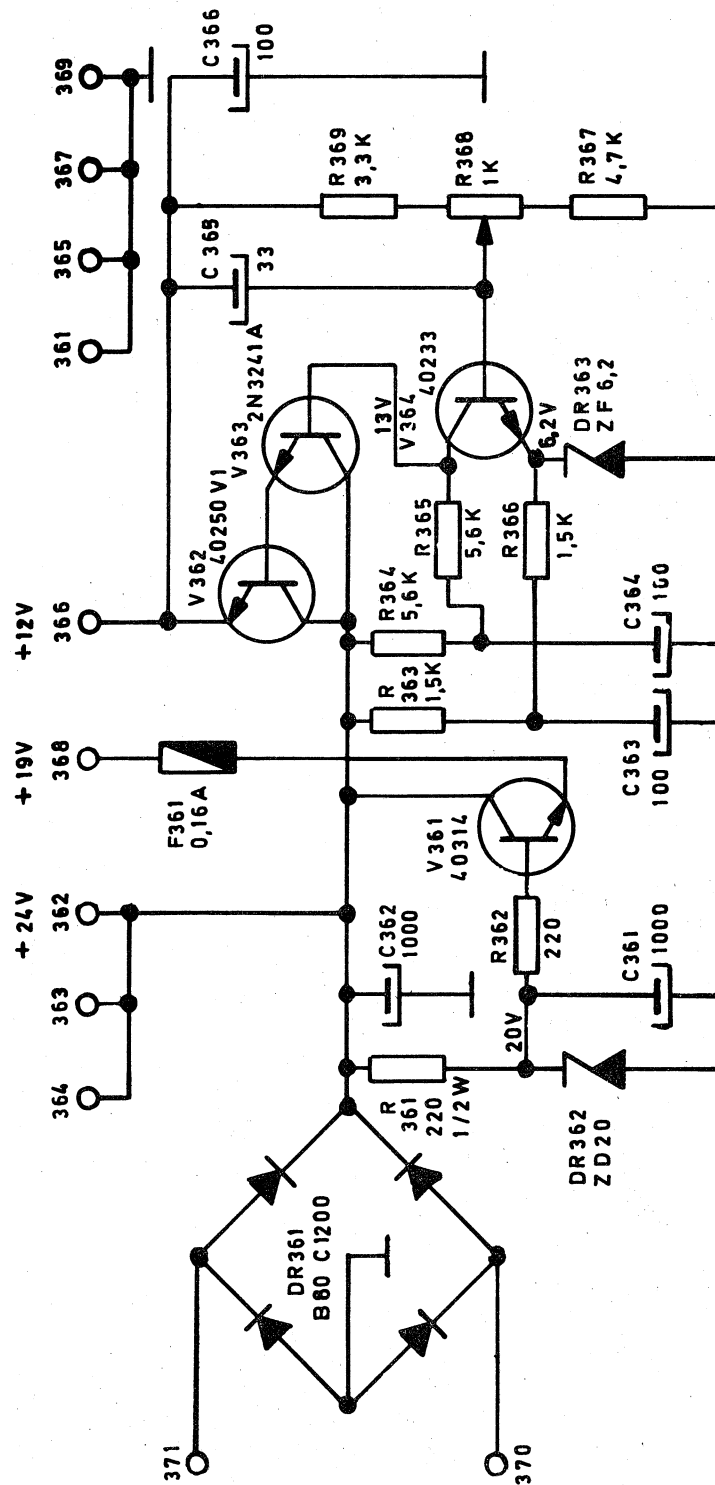 +24V
+19V
+12V
364
363
362
368
366
361
365
367
369
371
370
DR361
B80 C1200
R
361
220
1/2W
C362
1000
20V
DR362
ZD20
C361
1000
R362
220
V361
40314
F361
0,16A
R
363
1,5K
R364
5,6K
C363
100
C364
100
R365
5,6K
R366
1,5K
V362
40250 V1
V363
2N3241A
13V
V364
40233
6,2V
DR363
ZF6,2
C365
33
C366
100
R369
3,3K
R368
1K
R367
4,7K